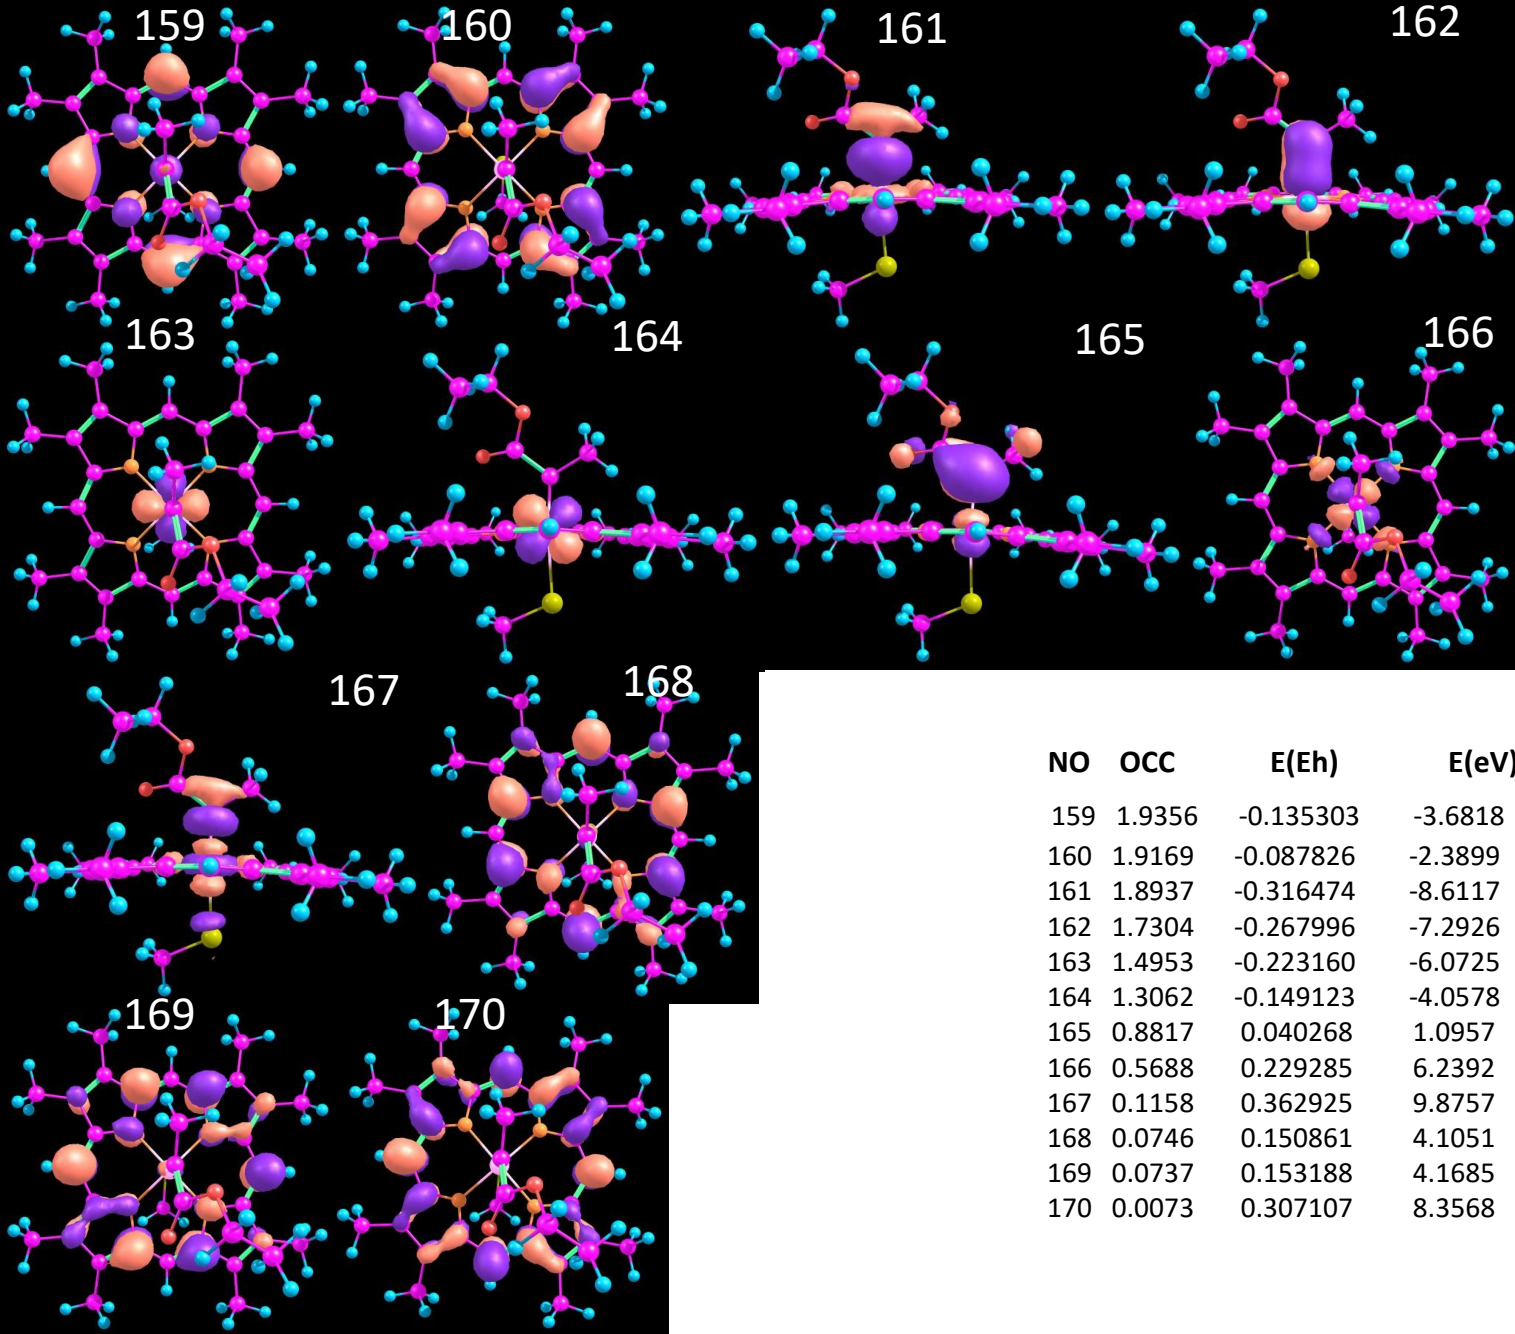 159
160
161
162
163
164
165
166
167
168
169
170
NO OCC E(Eh) E(eV)
159 1.9356 -0.135303 -3.6818
160 1.9169 -0.087826 -2.3899
161 1.8937 -0.316474 -8.6117
162 1.7304 -0.267996 -7.2926
163 1.4953 -0.223160 -6.0725
164 1.3062 -0.149123 -4.0578
165 0.8817 0.040268 1.0957
166 0.5688 0.229285 6.2392
167 0.1158 0.362925 9.8757
168 0.0746 0.150861 4.1051
169 0.0737 0.153188 4.1685
170 0.0073 0.307107 8.3568